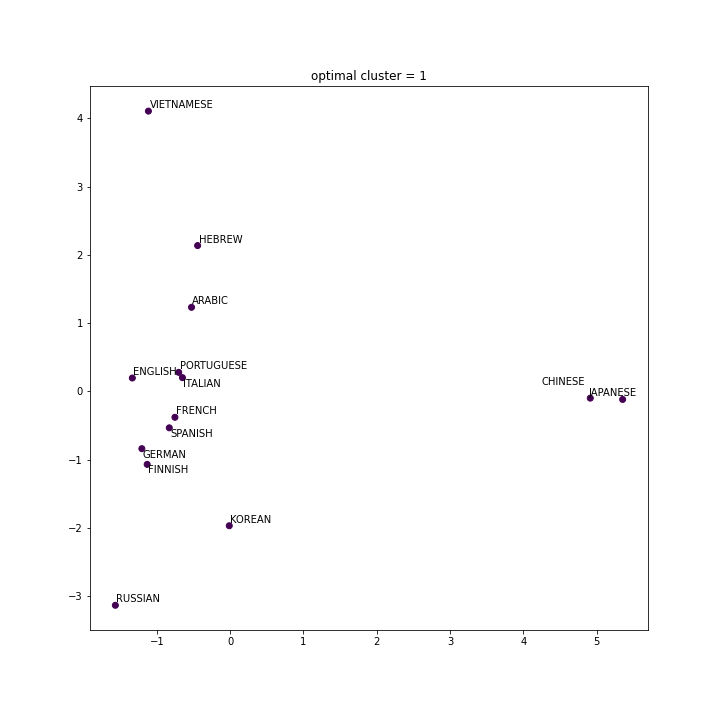 optimal cluster = 1
VIETNAMESE
4
3
HEBREW
2
ARABIC
1
PORTUGUESE
ENGLISH
ITALIAN
CHINESE
JAPANESE
0
FRENCH
SPANISH
−1
GERMAN
FINNISH
KOREAN
−2
RUSSIAN
−3
−1 0 1 2 3 4 5